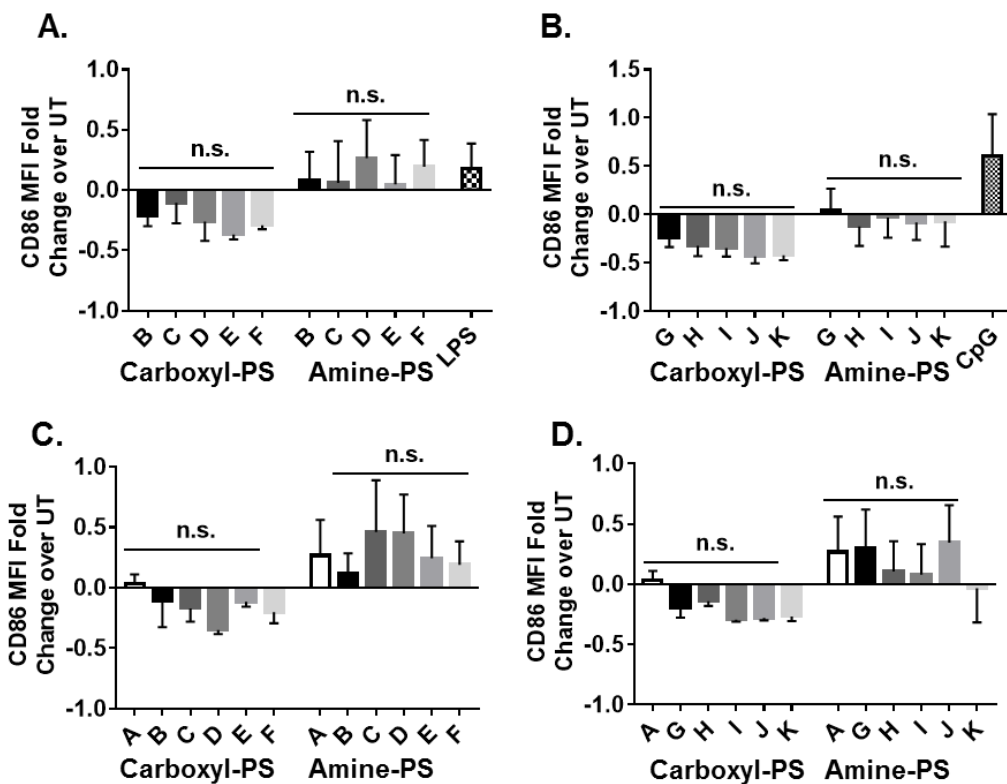 A.
CD86 MFI Fold
Change over UT
1.0
0.5
0.0
-0.5
-1.0
n.s.
n.s.
B C D E F B C D E F LPS
Carboxyl-PS Amine-PS
B.
CD86 MFI Fold
Change over UT
1.5
1.0
0.5
0.0
-0.5
-1.0
n.s.
n.s.
G H I J K G H I J K CpG
Carboxyl-PS Amine-PS
C.
CD86 MFI Fold
Change over UT
1.0
0.5
0.0
-0.5
-1.0
n.s.
n.s.
A B C D E F A B C D E F
Carboxyl-PS Amine-PS
D.
CD86 MFI Fold
Change over UT
1.0
0.5
0.0
-0.5
-1.0
n.s.
n.s.
A G H I J K A G H I J K
Carboxyl-PS Amine-PS